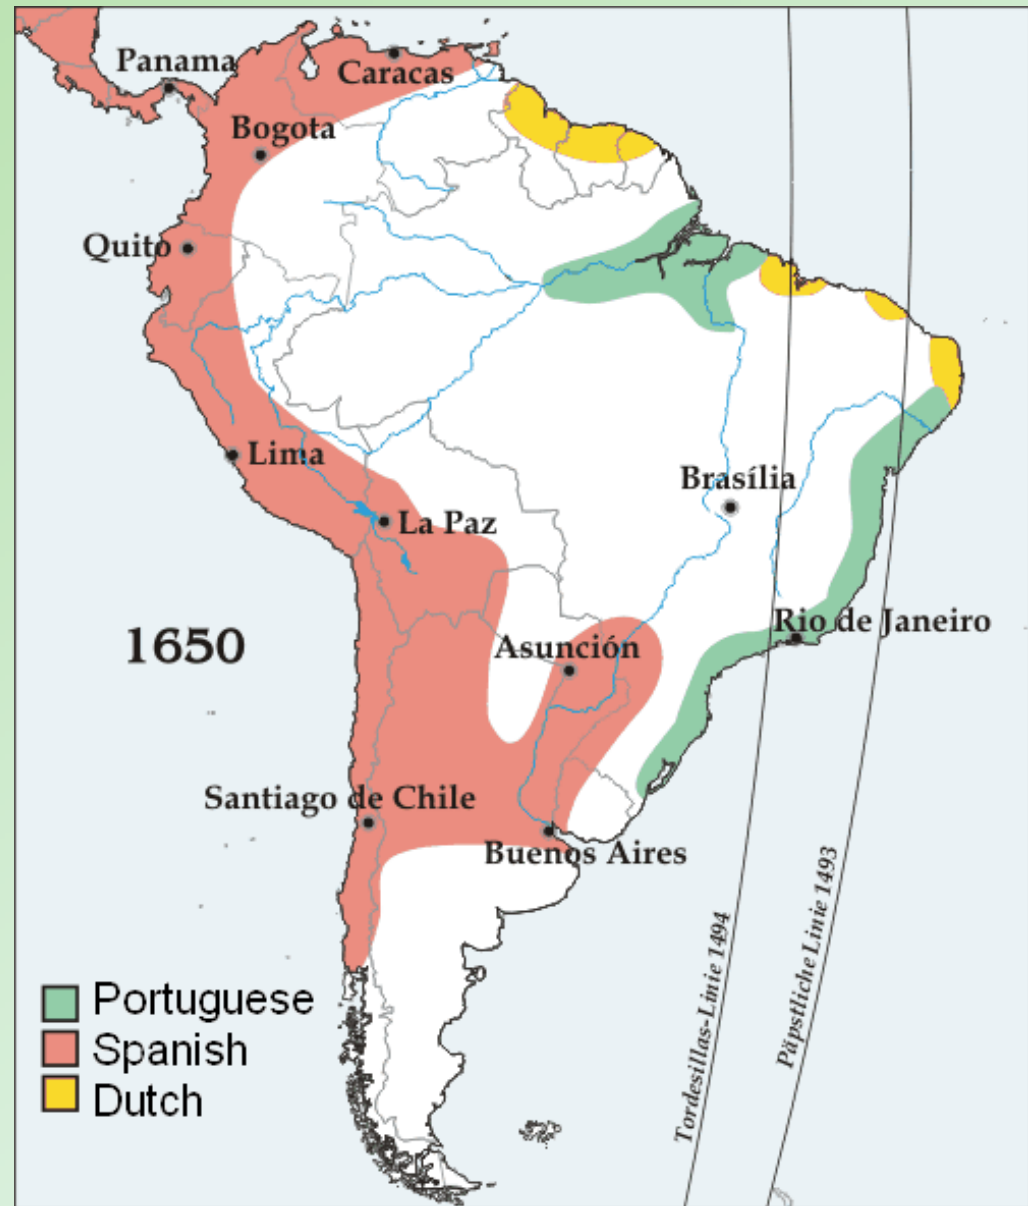 Panama
Caracas
Bogota
Quito
Lima
La Paz
Brasília
Rio de Janeiro
1650
Asunción
Santiago de Chile
Buenos Aires
Tordesillas-Linie 1494
Päpstliche Linie 1493
Portuguese
Spanish
Dutch